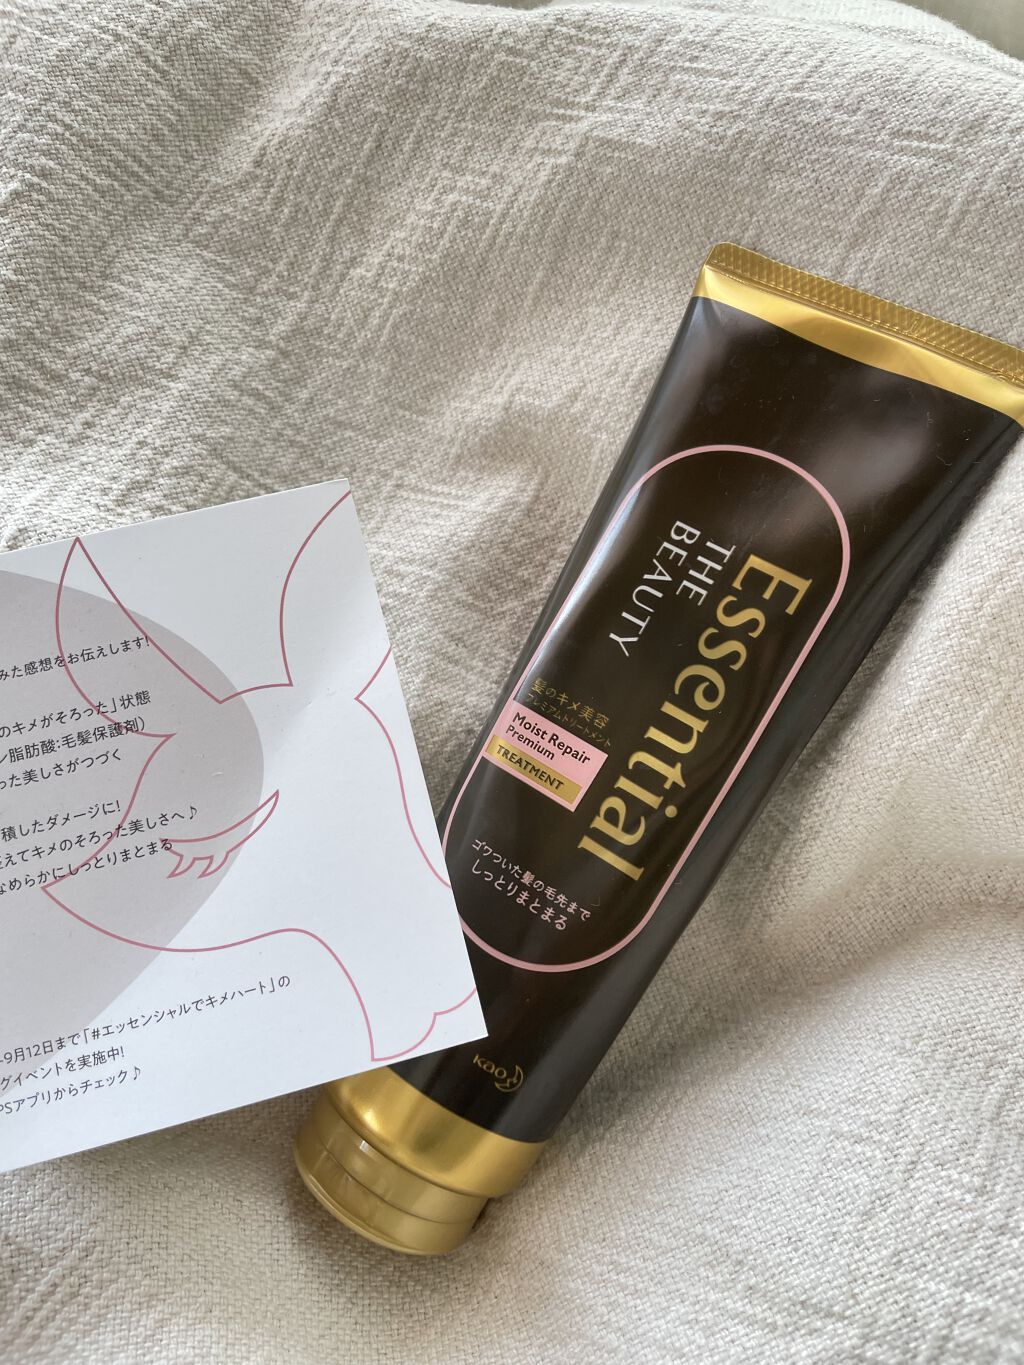 みた感想をお伝えします!
のキメがそろった」状態
ン脂肪酸:毛髪保護剤)
った美しさがつづく
積したダメージに!
整えてキメのそろった美しさへ♪
なめらかにしっとりまとまる
9月12日まで「#エッセンシャルでキメハート」の
グイベントを実施中!
PSアプリからチェック♪
Essential
THE
BEAUTY
髪のキメ美容
プレミアムトリートメント
Moist Repair
Premium
TREATMENT
ゴワついた髪の毛先まで
しっとりまとまる
Kao